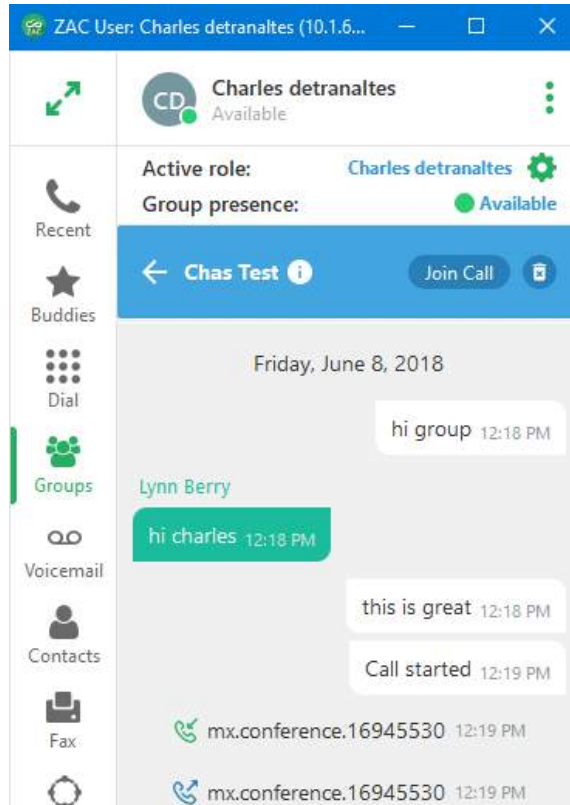 ZAC User: Charles detranaltes (10.1.6...
CD
Charles detranaltes
Available
Active role: Charles detranaltes
Group presence: Available
Recent
Chas Test Join Call
Buddies
Friday, June 8, 2018
Dial
hi group 12:18 PM
Groups
Lynn Berry
hi charles 12:18 PM
Voicemail
this is great 12:18 PM
Contacts
Call started 12:19 PM
Fax
mx.conference.16945530 12:19 PM
mx.conference.16945530 12:19 PM